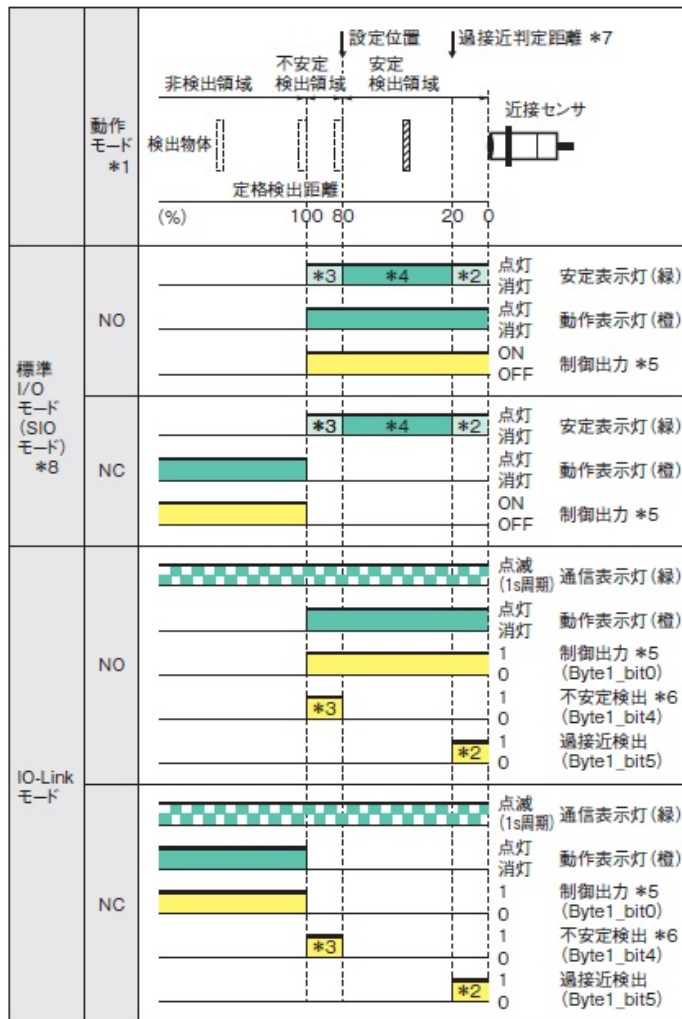 設定位置
過接近判定距離 *7
不安定
安定
非検出領域
検出領域
検出領域
近接センサ
動作
モード
*1
検出物体
定格検出距離
(%)
100 80
20
0
標準
I/O
モード
(SIO
モード)
*8
NO
*3
*4
*2
点灯
消灯
安定表示灯(緑)
点灯
消灯
動作表示灯(橙)
ON
OFF
制御出力 *5
NC
*3
*4
*2
点灯
消灯
安定表示灯(緑)
点灯
消灯
動作表示灯(橙)
ON
OFF
制御出力 *5
IO-Link
モード
NO
点滅
(1s周期)
通信表示灯(緑)
点灯
消灯
動作表示灯(橙)
1
0
制御出力 *5
(Byte1_bit0)
*3
1
0
不安定検出 *6
(Byte1_bit4)
*2
1
0
過接近検出
(Byte1_bit5)
NC
点滅
(1s周期)
通信表示灯(緑)
点灯
消灯
動作表示灯(橙)
1
0
制御出力 *5
(Byte1_bit0)
*3
1
0
不安定検出 *6
(Byte1_bit4)
*2
1
0
過接近検出
(Byte1_bit5)